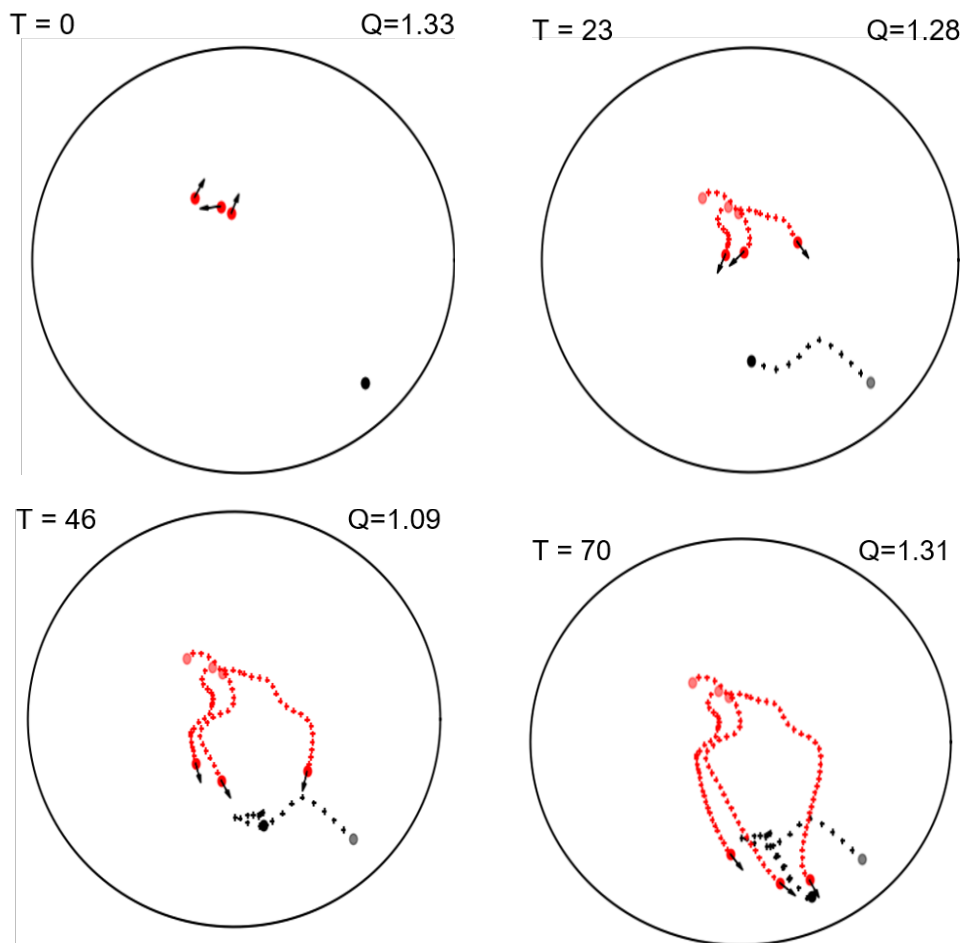 T = 0
Q=1.33
T = 23
Q=1.28
T = 46
Q=1.09
T = 70
Q=1.31